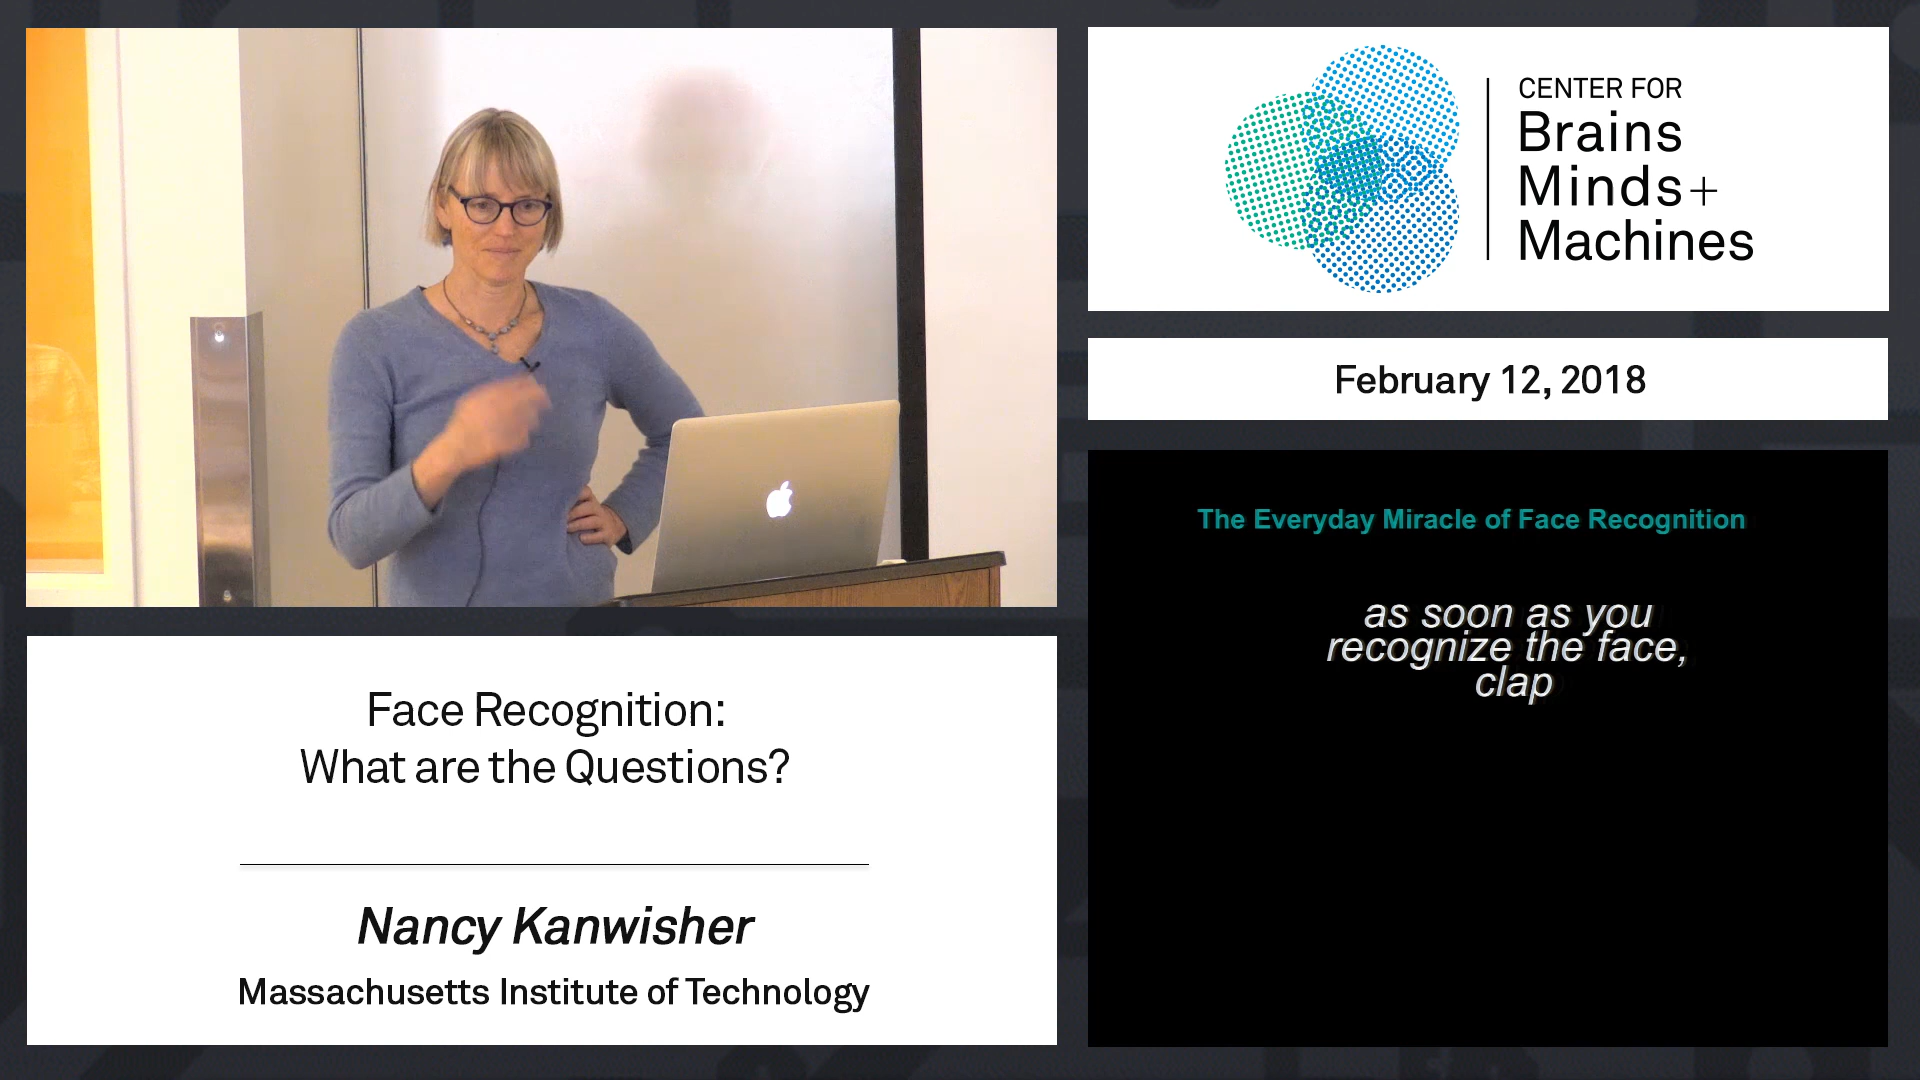 CENTER FOR
Brains
Minds+
Machines
February 12, 2018
The Everyday Miracle of Face Recognition
as soon as you
recognize the face,
clap
Face Recognition:
What are the Questions?
Nancy Kanwisher
Massachusetts Institute of Technology